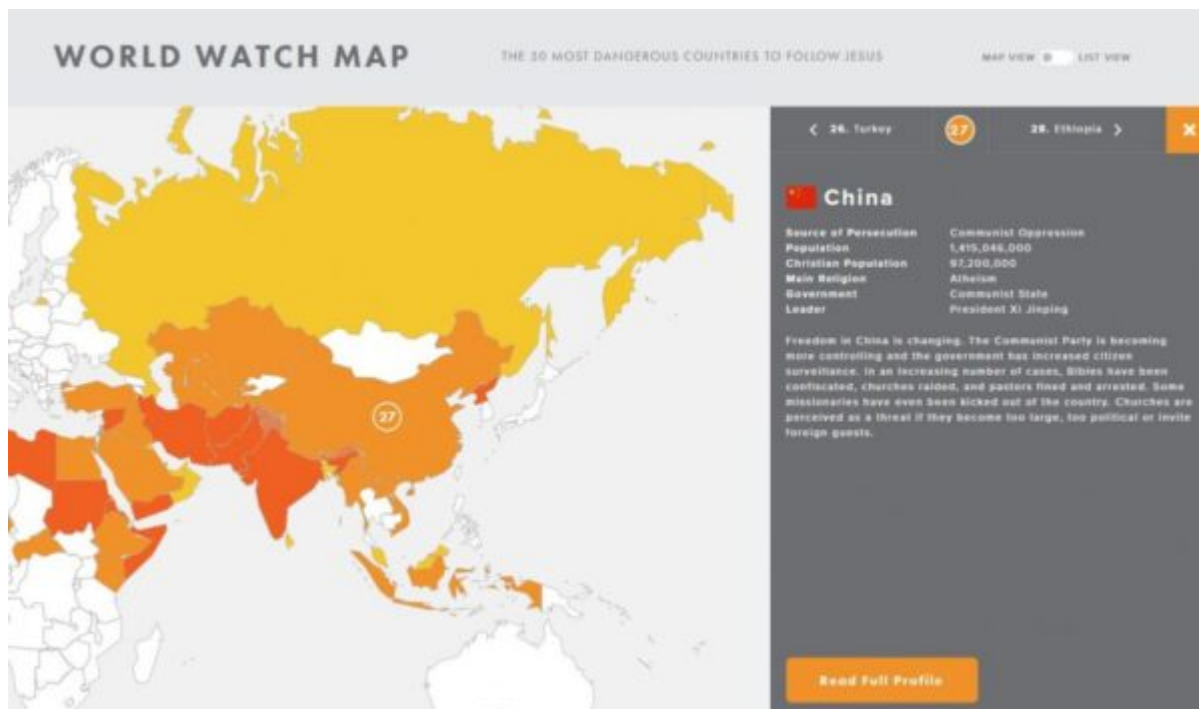 WORLD WATCH MAP
THE 50 MOST DANGEROUS COUNTRIES TO FOLLOW JESUS
MAP VIEW
LIST VIEW
26. Turkey
27
28. Ethiopia
China
Source of Persecution Communist Oppression
Population 1,415,046,000
Christian Population 97,200,000
Main Religion Atheism
Government Communist State
Leader President Xi Jinping
Freedom in China is changing. The Communist Party is becoming
more controlling and the government has increased citizen
surveillance. In an increasing number of cases, Bibles have been
confiscated, churches raided, and pastors fined and arrested. Some
missionaries have even been kicked out of the country. Churches are
perceived as a threat if they become too large, too political or invite
foreign guests.
27
Read Full Profile